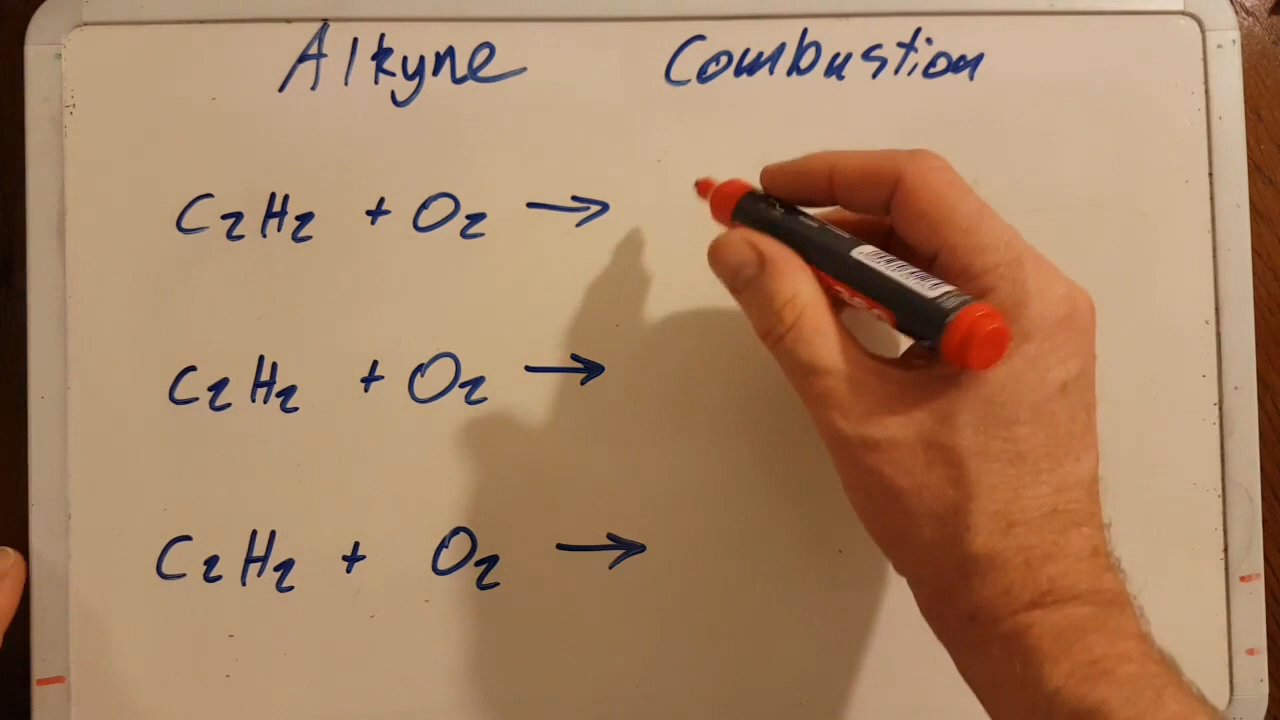 Alkyne Combustion
C₂H₂ + O₂ →
C₂H₂ + O₂ →
C₂H₂ + O₂ →